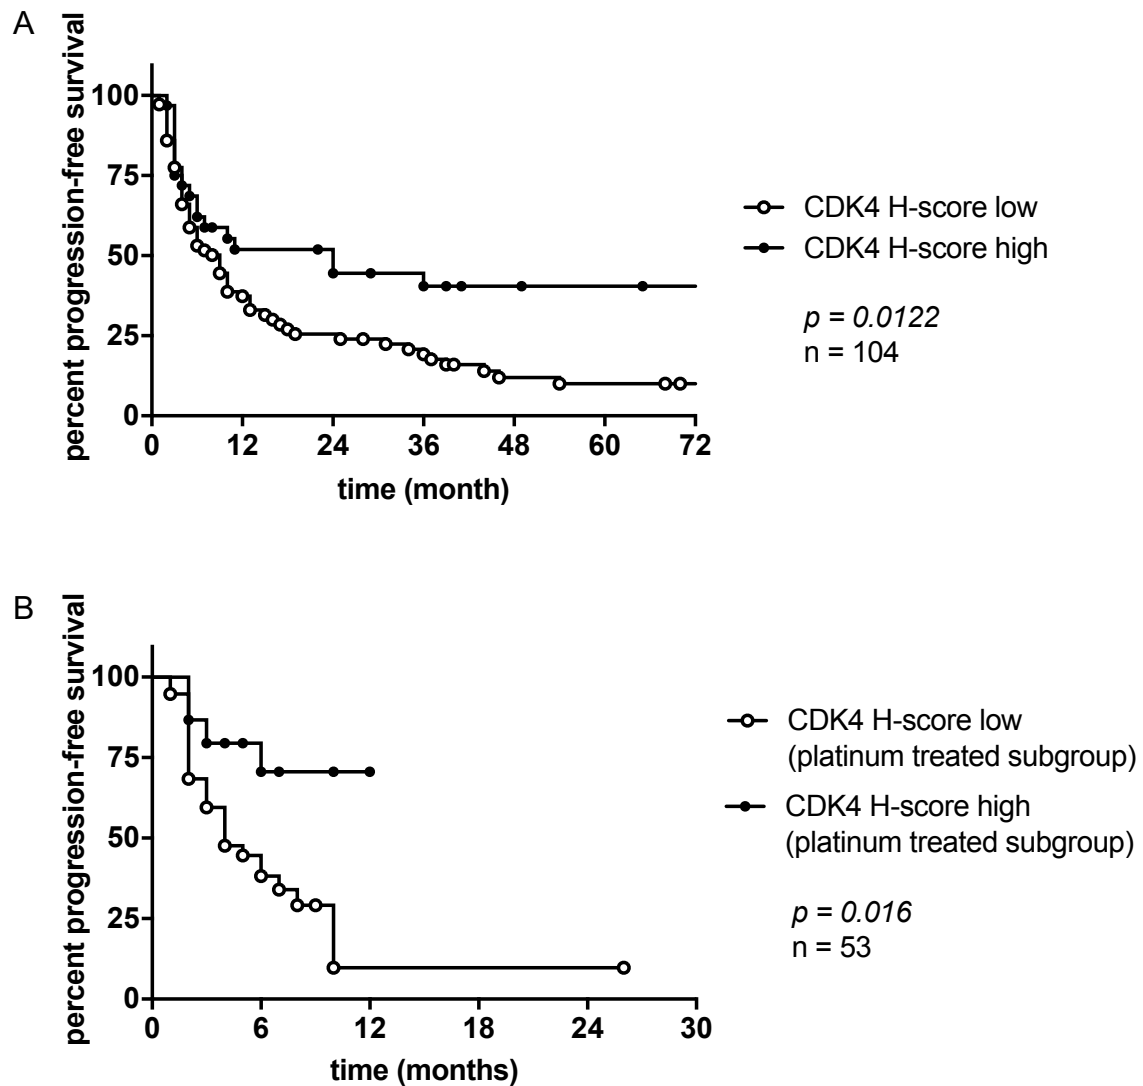 A
percent progression-free survival
100
75
50
25
0
0 12 24 36 48 60 72
time (month)
CDK4 H-score low
CDK4 H-score high
p = 0.0122
n = 104
B
percent progression-free survival
100
75
50
25
0
0 6 12 18 24 30
time (months)
CDK4 H-score low
(platinum treated subgroup)
CDK4 H-score high
(platinum treated subgroup)
p = 0.016
n = 53